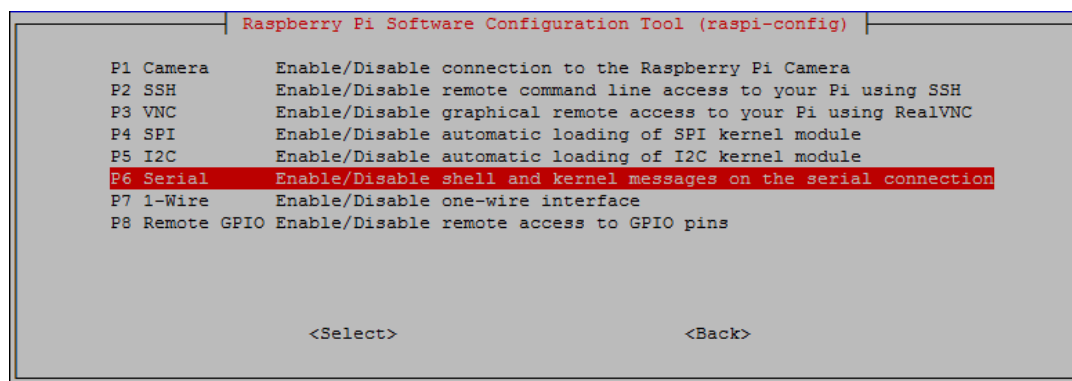 Raspberry Pi Software Configuration Tool (raspi-config)
P1 Camera Enable/Disable connection to the Raspberry Pi Camera
P2 SSH Enable/Disable remote command line access to your Pi using SSH
P3 VNC Enable/Disable graphical remote access to your Pi using RealVNC
P4 SPI Enable/Disable automatic loading of SPI kernel module
P5 I2C Enable/Disable automatic loading of I2C kernel module
P6 Serial Enable/Disable shell and kernel messages on the serial connection
P7 1-Wire Enable/Disable one-wire interface
P8 Remote GPIO Enable/Disable remote access to GPIO pins
<Select> <Back>